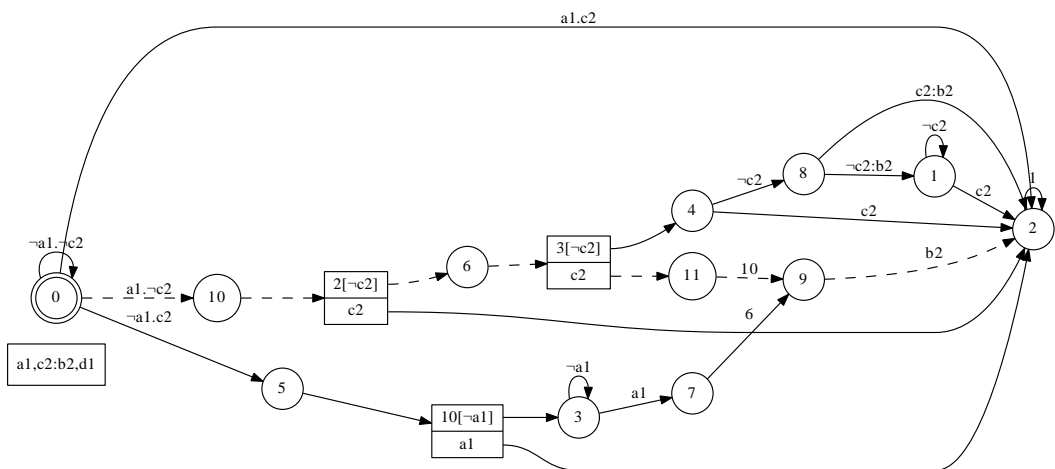 a1.c2
c2:b2
¬c2
8
¬c2:b2
1
¬c2
c2
1
4
c2
2
¬a1.¬c2
3[¬c2]
c2
b2
6
11
10
9
0
a1.¬c2
10
2[¬c2]
c2
¬a1.c2
6
a1,c2:b2,d1
5
¬a1
3
a1
7
10[¬a1]
a1